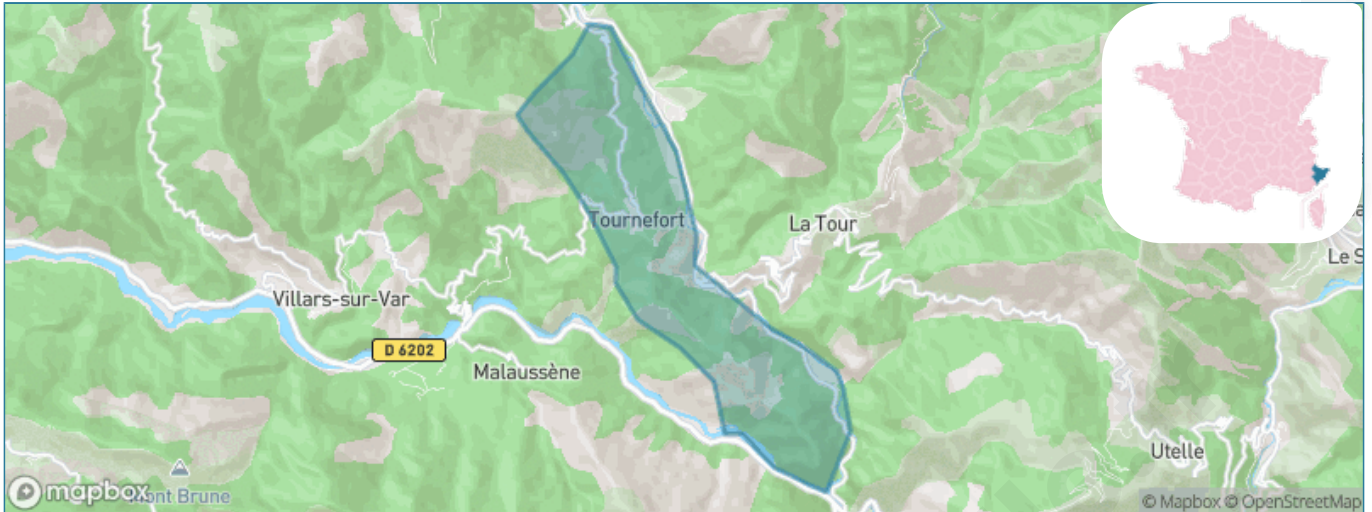 Tournefort
La Tour
Le S
Villars-sur-Var
D 6202
Malaussène
Utelle
mapbox
Mont Brune
© Mapbox © OpenStreetMap